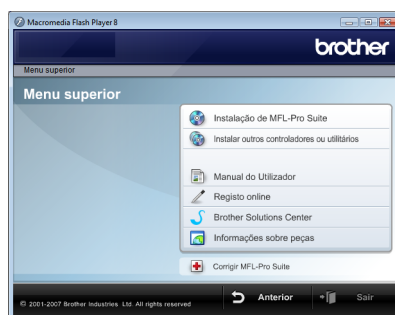 Macromedia Flash Player 8
brother
Menu superior
Menu superior
Instalação de MFL-Pro Suite
Instalar outros controladores ou utilitários
Manual do Utilizador
Registo online
Brother Solutions Center
Informações sobre peças
Corrigir MFL-Pro Suite
© 2001-2007 Brother Industries Ltd. All rights reserved
Anterior
Sair